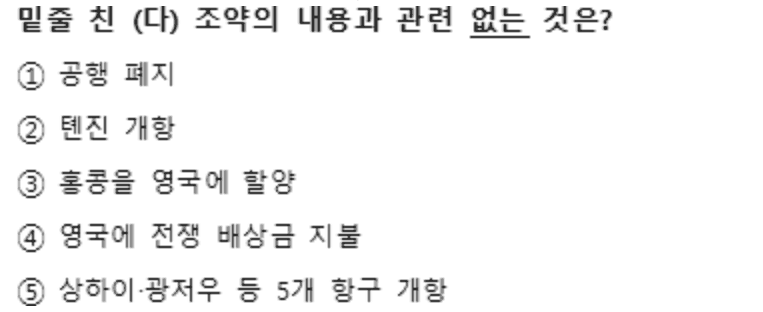 밑줄 친 (다) 조약의 내용과 관련 없는 것은?
① 공행 폐지
② 텐진 개항
③ 홍콩을 영국에 할양
④ 영국에 전쟁 배상금 지불
⑤ 상하이·광저우 등 5개 항구 개항